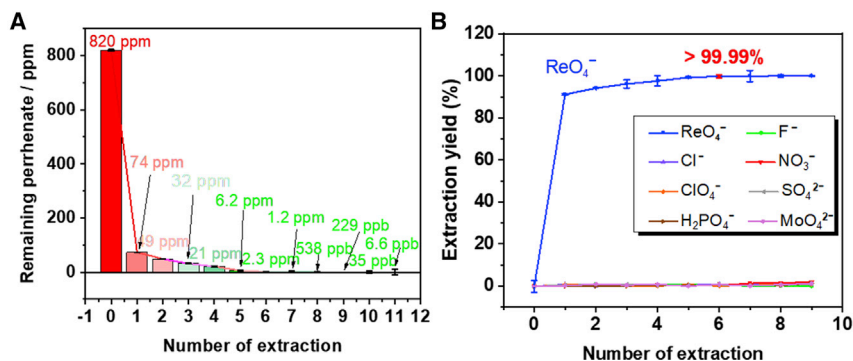 A
Remaining perrhenate / ppm
800
600
400
200
0
820 ppm
74 ppm
49 ppm
32 ppm
21 ppm
6.2 ppm
2.3 ppm
1.2 ppm
538 ppb
229 ppb
35 ppb
6.6 ppb
-1 0 1 2 3 4 5 6 7 8 9 10 11 12
Number of extraction
B
Extraction yield (%)
120
100
80
60
40
20
0
ReO₄⁻
> 99.99%
ReO₄⁻ F⁻
Cl⁻ NO₃⁻
ClO₄⁻ SO₄²⁻
H₂PO₄⁻ MoO₄²⁻
0 2 4 6 8 10
Number of extraction